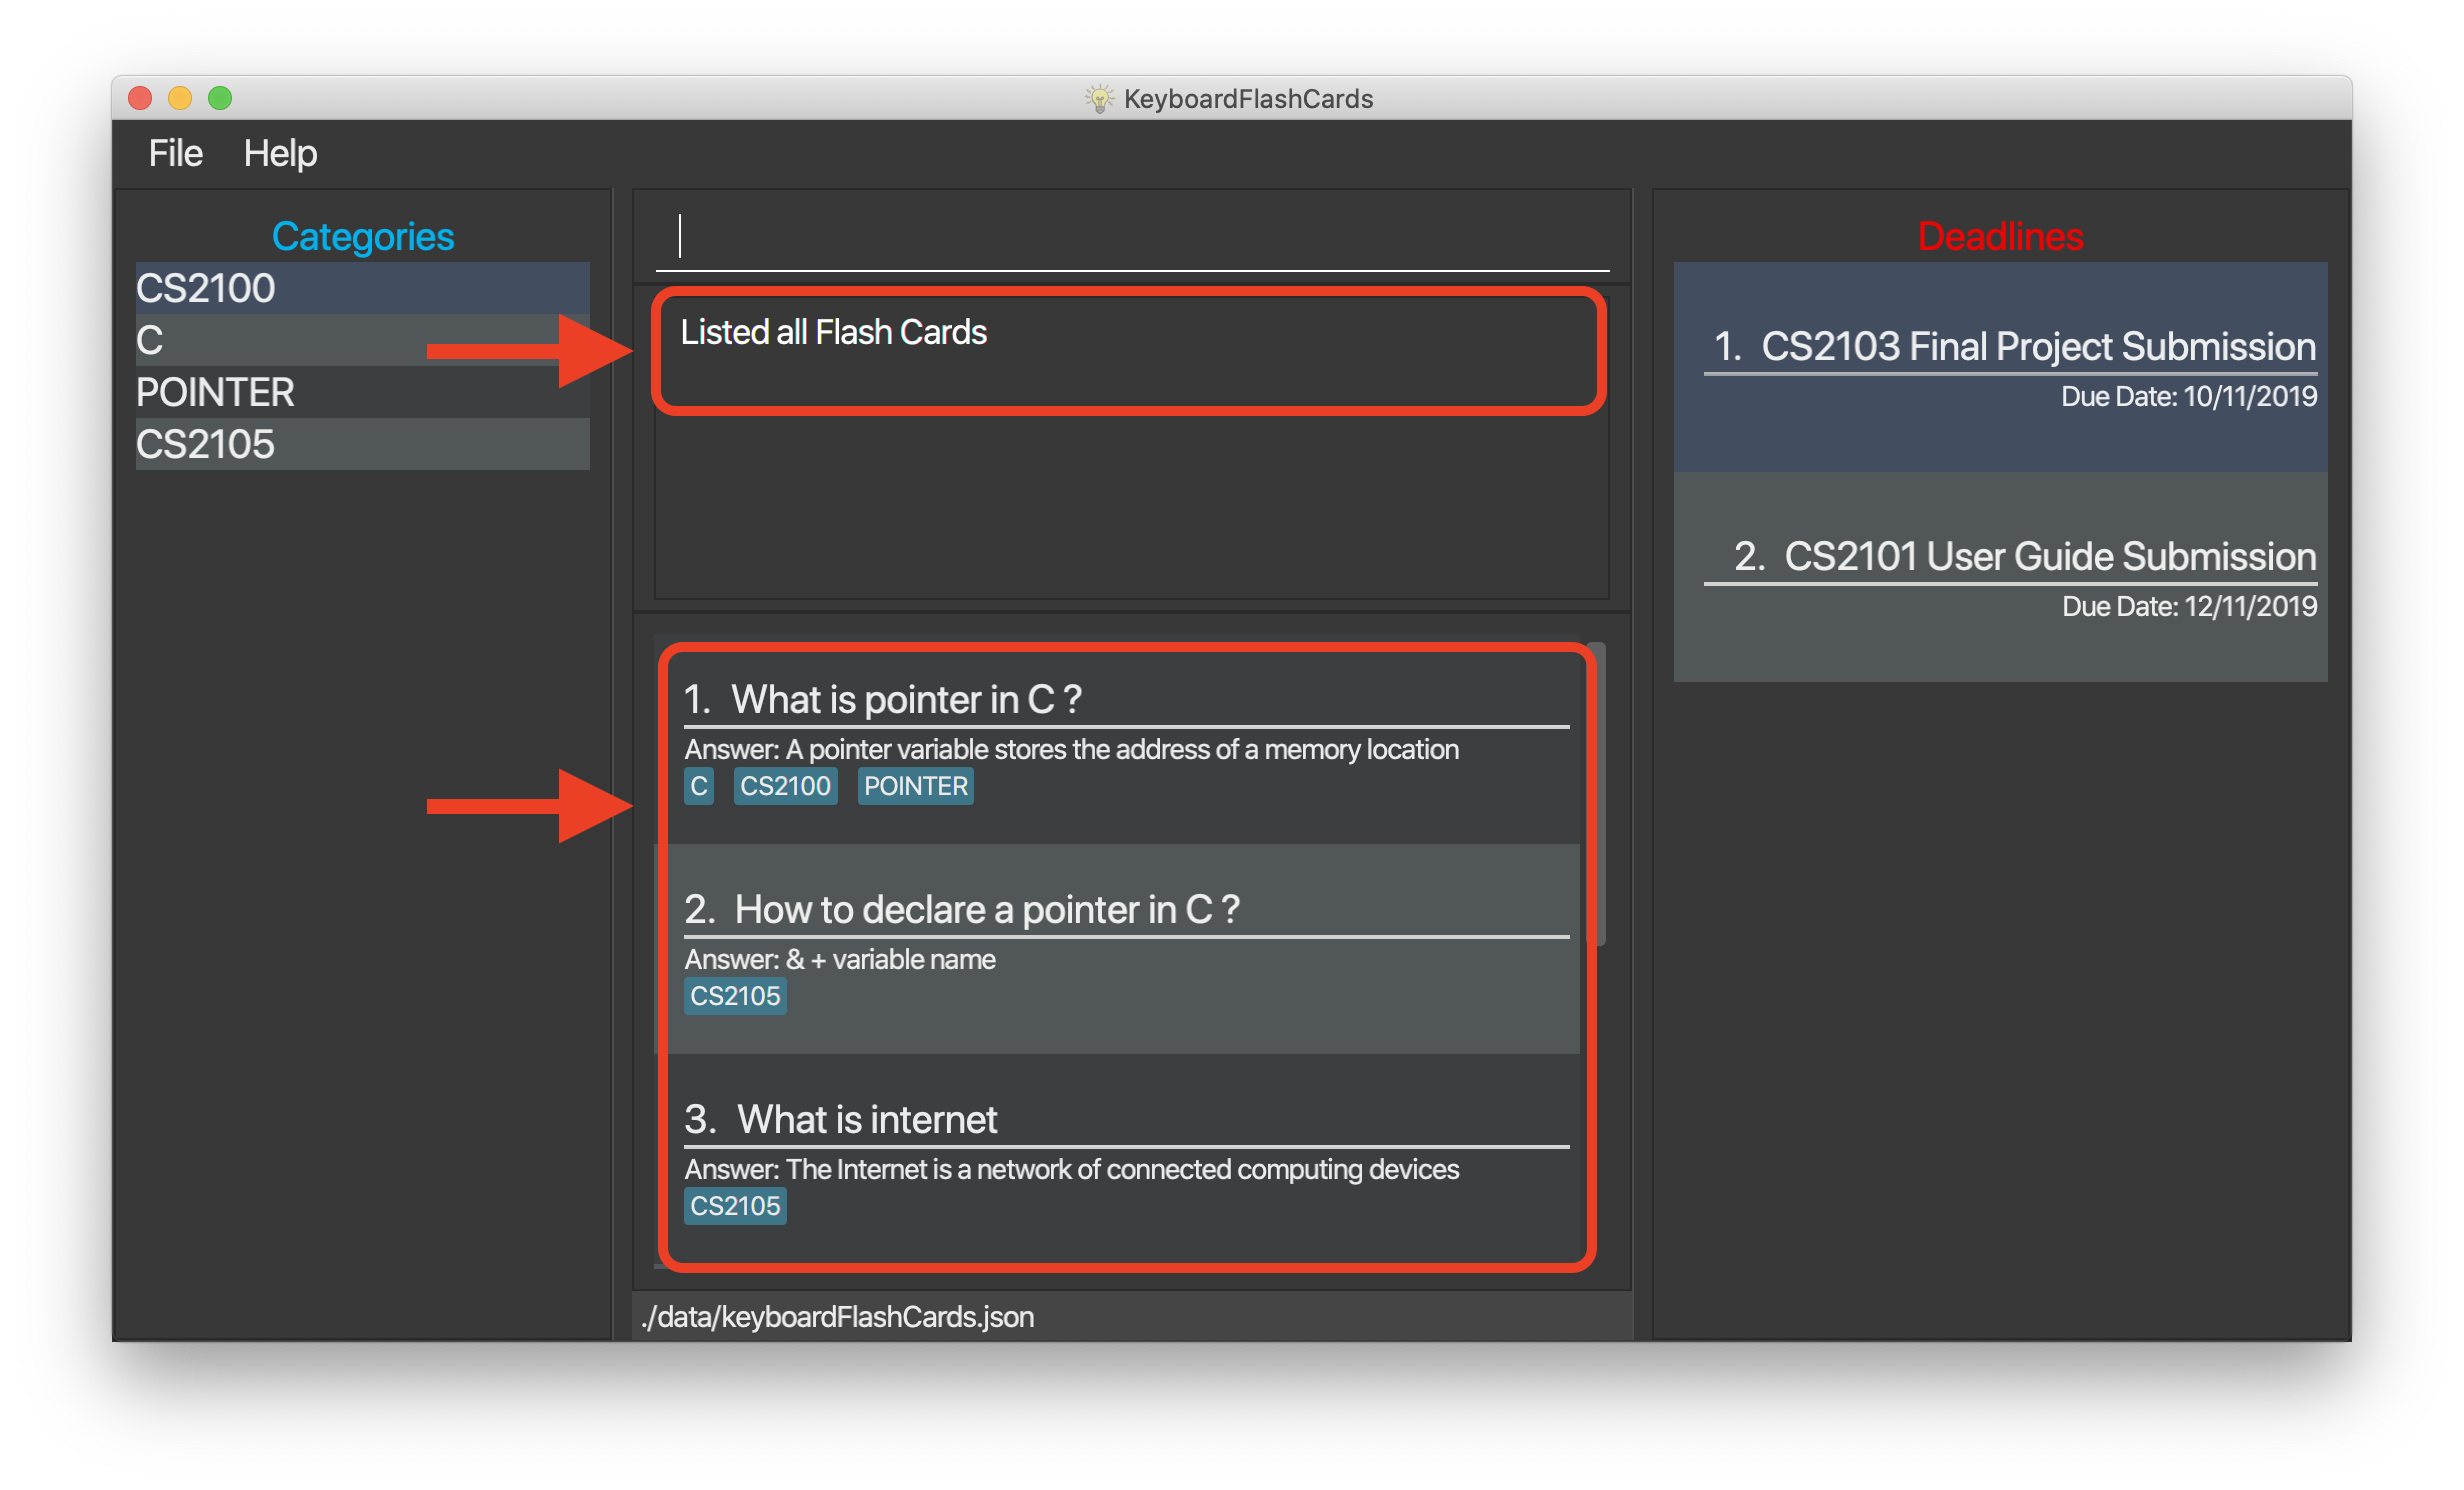 KeyboardFlashCards
File Help
Categories
CS2100
C
POINTER
CS2105
Listed all Flash Cards
1. What is pointer in C ?
Answer: A pointer variable stores the address of a memory location
C CS2100 POINTER
2. How to declare a pointer in C ?
Answer: & + variable name
CS2105
3. What is internet
Answer: The Internet is a network of connected computing devices
CS2105
./data/keyboardFlashCards.json
Deadlines
1. CS2103 Final Project Submission
Due Date: 10/11/2019
2. CS2101 User Guide Submission
Due Date: 12/11/2019